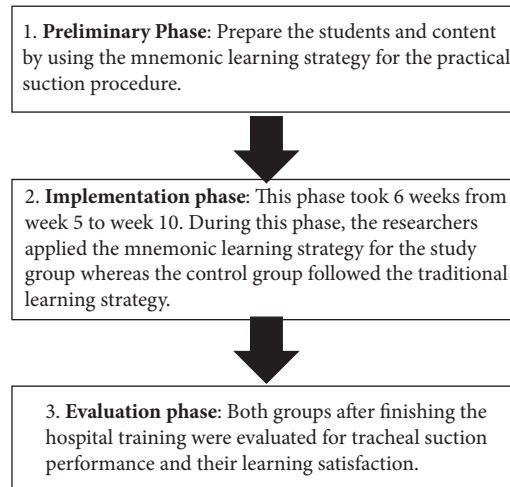 1. Preliminary Phase: Prepare the students and content
by using the mnemonic learning strategy for the practical
suction procedure.
2. Implementation phase: This phase took 6 weeks from
week 5 to week 10. During this phase, the researchers
applied the mnemonic learning strategy for the study
group whereas the control group followed the traditional
learning strategy.
3. Evaluation phase: Both groups after finishing the
hospital training were evaluated for tracheal suction
performance and their learning satisfaction.